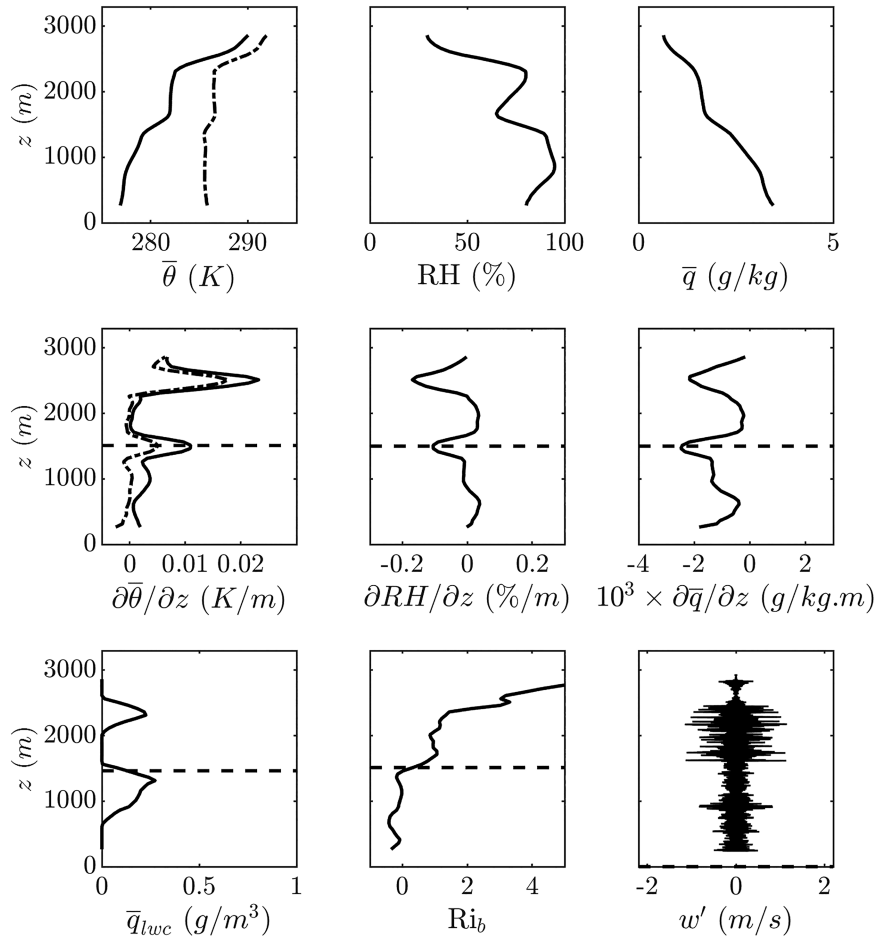 3000
2000
1000
0
z (m)
280 290
θ̅ (K)
0 50 100
RH (%)
0 5
q̅ (g/kg)
3000
2000
1000
0
z (m)
0 0.01 0.02
∂θ̅/∂z (K/m)
-0.2 0 0.2
∂RH/∂z (%/m)
-4 -2 0 2
10³ × ∂q̅/∂z (g/kg.m)
3000
2000
1000
0
z (m)
0 0.5 1
q̅_lwc (g/m³)
0 2 4
Ri_b
-2 0 2
w′ (m/s)